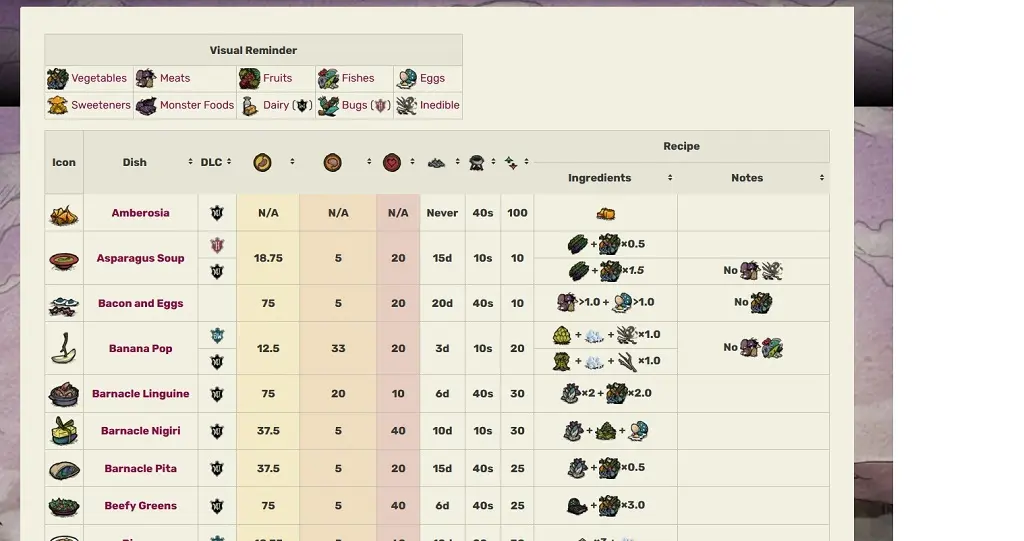 Visual Reminder
Vegetables Meats Fruits Fishes Eggs
Sweeteners Monster Foods Dairy () Bugs () Inedible
Recipe
Icon Dish DLC
Ingredients Notes
Amberosia N/A N/A N/A Never 40s 100
Asparagus Soup 18.75 5 20 15d 10s 10 +×0.5
+×1.5 No
Bacon and Eggs 75 5 20 20d 40s 10 >1.0 + >1.0 No
Banana Pop 12.5 33 20 3d 10s 20 + + ×1.0 No
+ + ×1.0
Barnacle Linguine 75 20 10 6d 40s 30 ×2 + ×2.0
Barnacle Nigiri 37.5 5 40 10d 10s 30 + +
Barnacle Pita 37.5 5 20 15d 40s 25 + ×0.5
Beefy Greens 75 5 40 6d 40s 25 + ×3.0